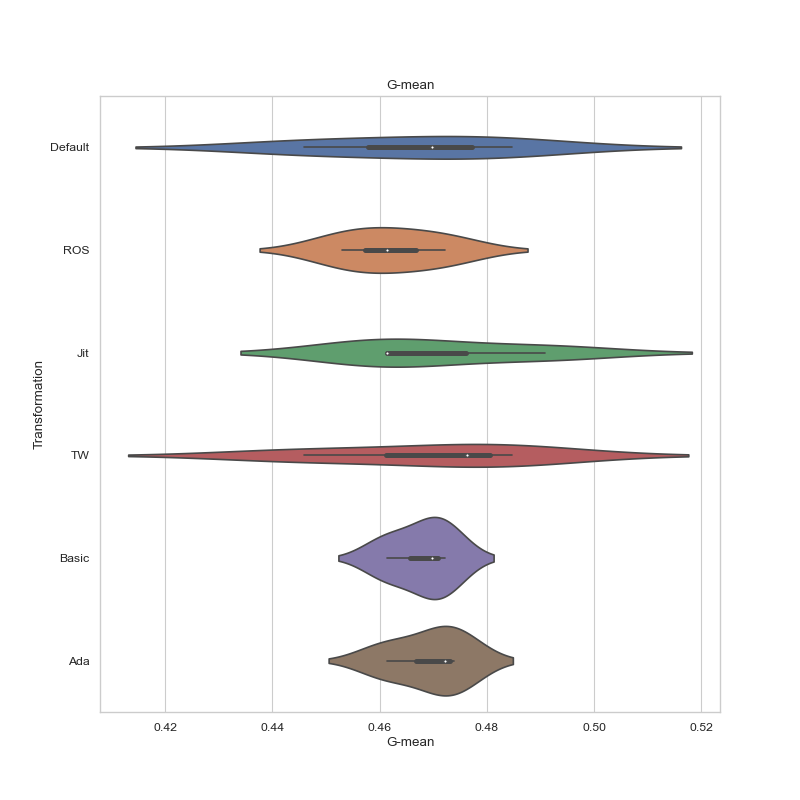 G-mean
Transformation
Default
ROS
Jit
TW
Basic
Ada
0.42 0.44 0.46 0.48 0.50 0.52
G-mean